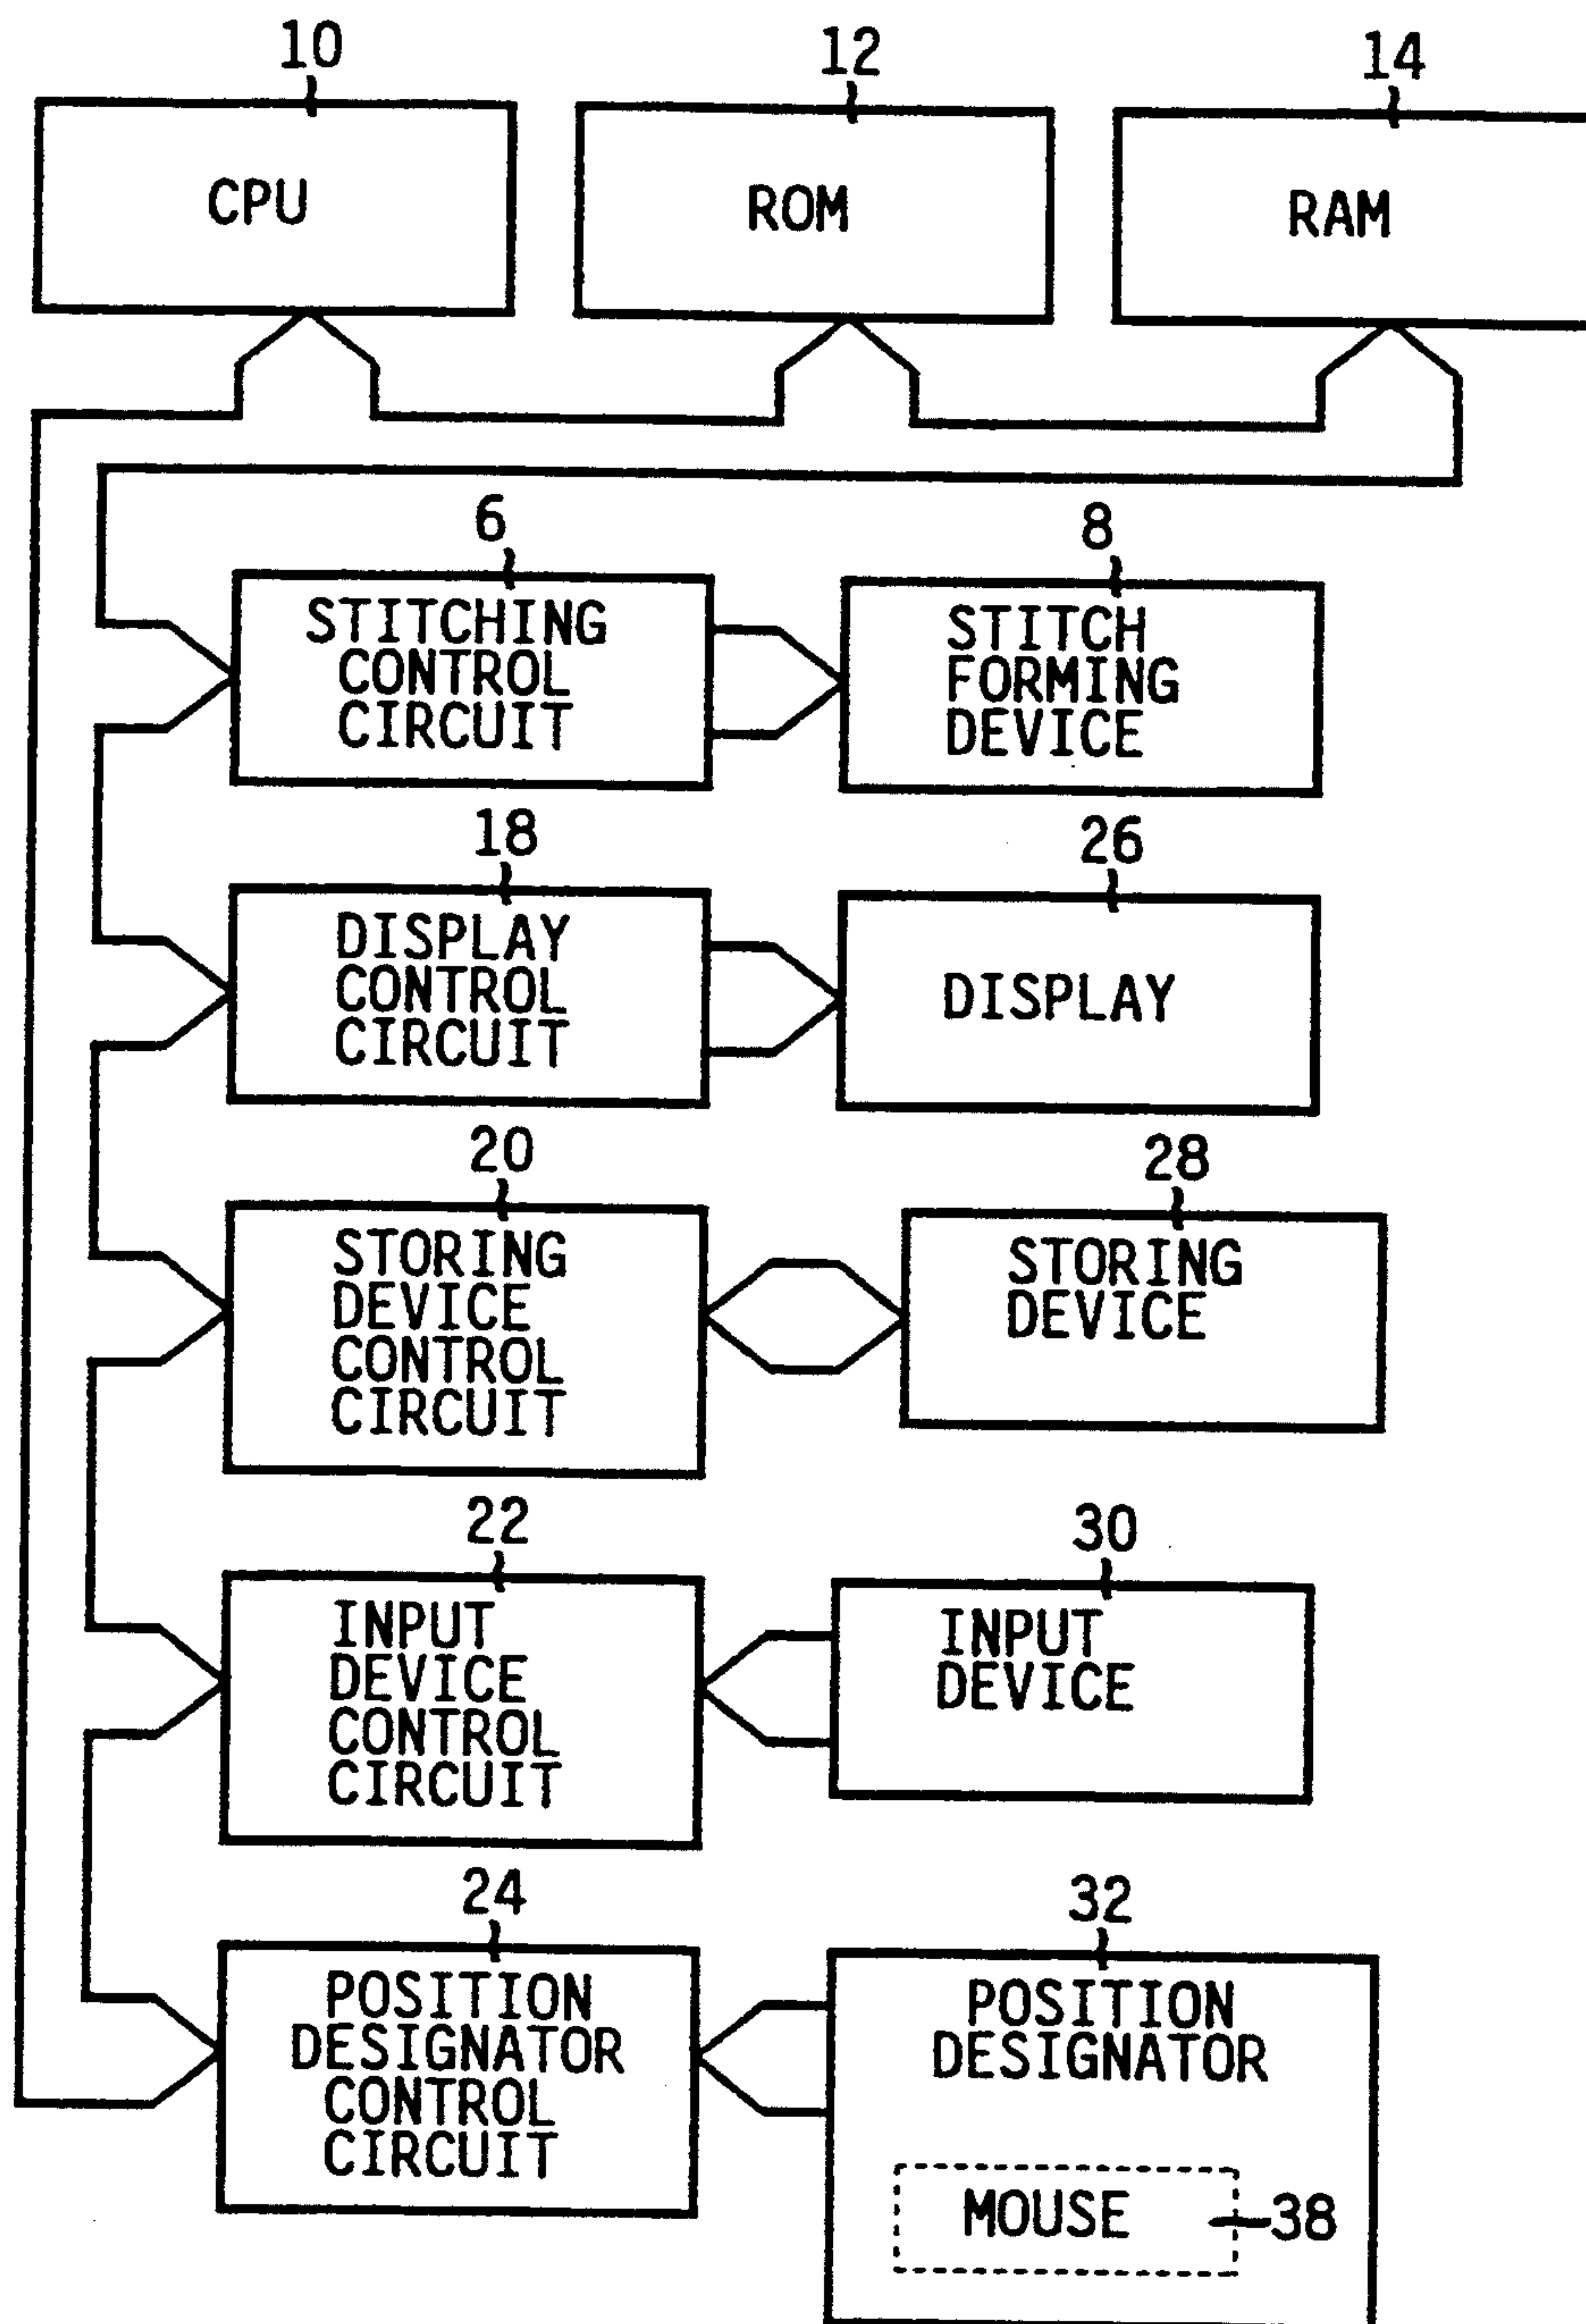 10
12
14
CPU
ROM
RAM
6
8
STITCHING
CONTROL
CIRCUIT
STITCH
FORMING
DEVICE
18
26
DISPLAY
CONTROL
CIRCUIT
DISPLAY
20
28
STORING
DEVICE
CONTROL
CIRCUIT
STORING
DEVICE
22
30
INPUT
DEVICE
CONTROL
CIRCUIT
INPUT
DEVICE
24
32
POSITION
DESIGNATOR
CONTROL
CIRCUIT
POSITION
DESIGNATOR
MOUSE
38